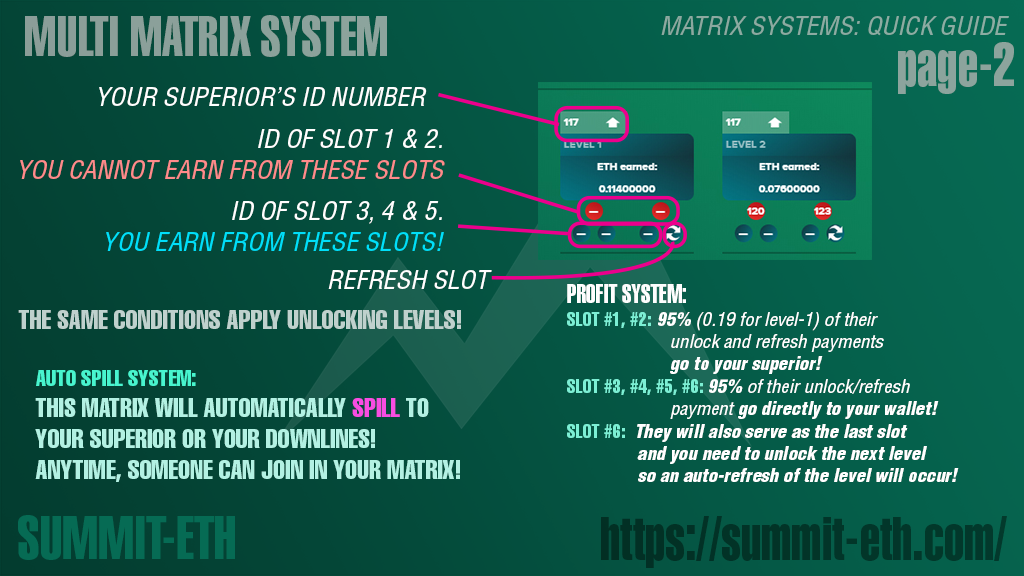 MULTI MATRIX SYSTEM
MATRIX SYSTEMS: QUICK GUIDE
page-2
YOUR SUPERIOR'S ID NUMBER
ID OF SLOT 1 & 2.
YOU CANNOT EARN FROM THESE SLOTS
ID OF SLOT 3, 4 & 5.
YOU EARN FROM THESE SLOTS!
REFRESH SLOT
117
LEVEL 1
ETH earned:
0.11400000
117
LEVEL 2
ETH earned:
0.07600000
120 123
THE SAME CONDITIONS APPLY UNLOCKING LEVELS!
AUTO SPILL SYSTEM:
THIS MATRIX WILL AUTOMATICALLY SPILL TO
YOUR SUPERIOR OR YOUR DOWNLINES!
ANYTIME, SOMEONE CAN JOIN IN YOUR MATRIX!
PROFIT SYSTEM:
SLOT #1, #2: 95% (0.19 for level-1) of their
unlock and refresh payments
go to your superior!
SLOT #3, #4, #5, #6: 95% of their unlock/refresh
payment go directly to your wallet!
SLOT #6: They will also serve as the last slot
and you need to unlock the next level
so an auto-refresh of the level will occur!
SUMMIT-ETH
https://summit-eth.com/